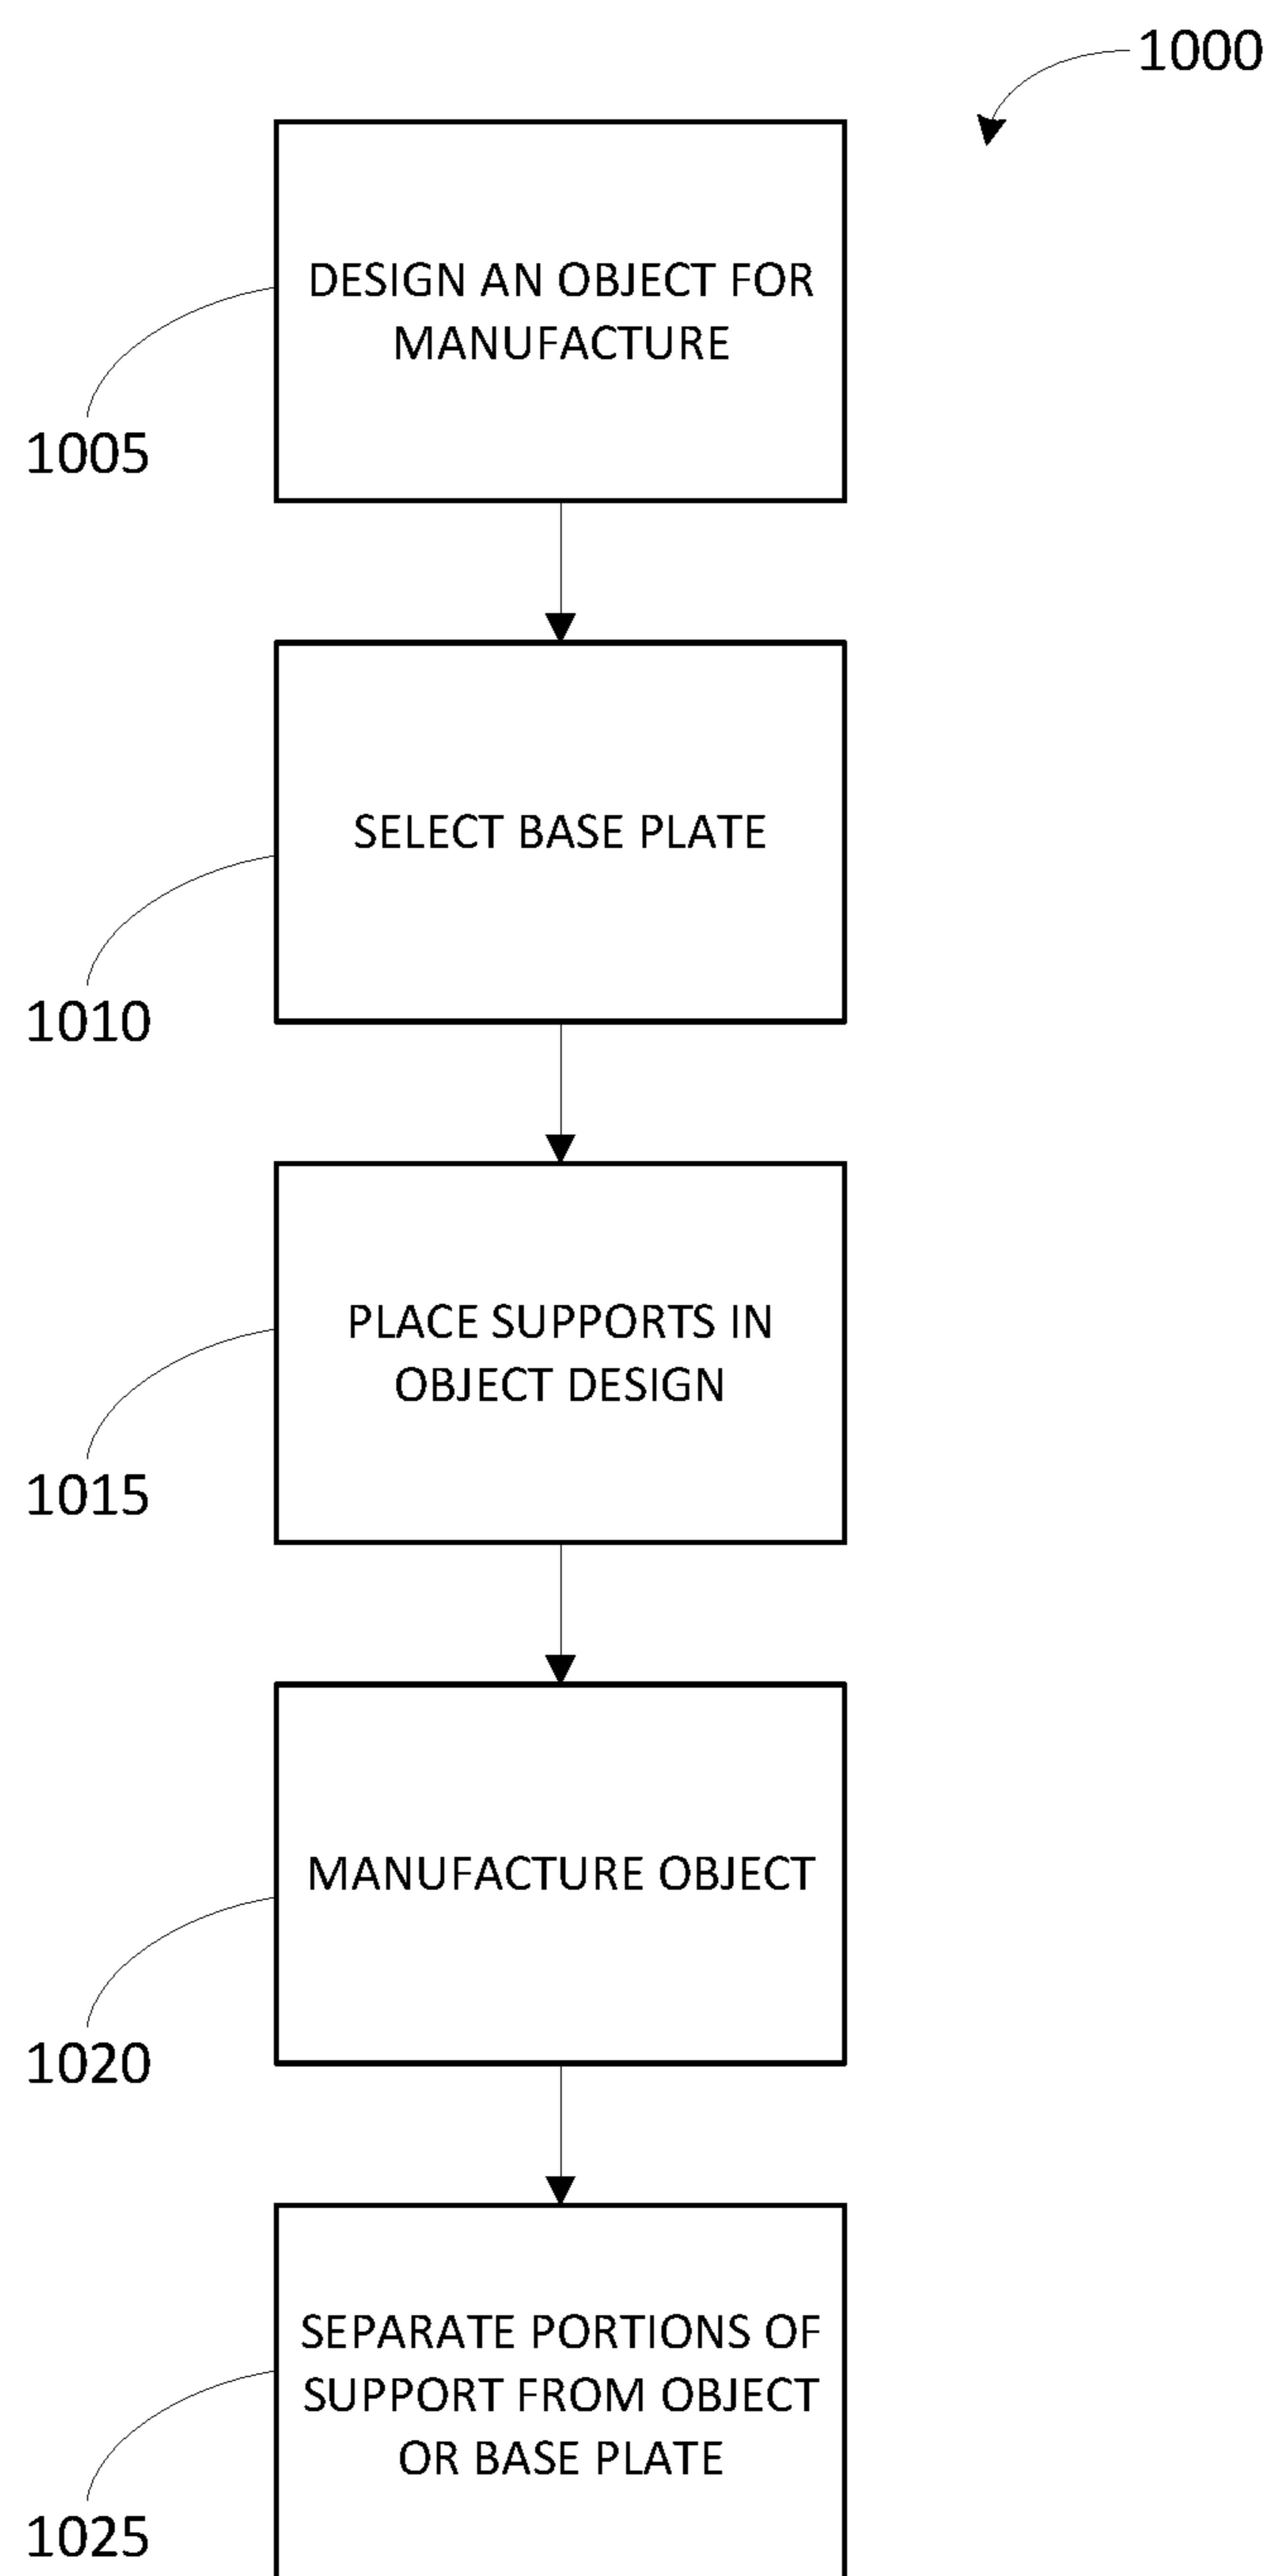 1000
DESIGN AN OBJECT FOR
MANUFACTURE
1005
SELECT BASE PLATE
1010
PLACE SUPPORTS IN
OBJECT DESIGN
1015
MANUFACTURE OBJECT
1020
SEPARATE PORTIONS OF
SUPPORT FROM OBJECT
OR BASE PLATE
1025